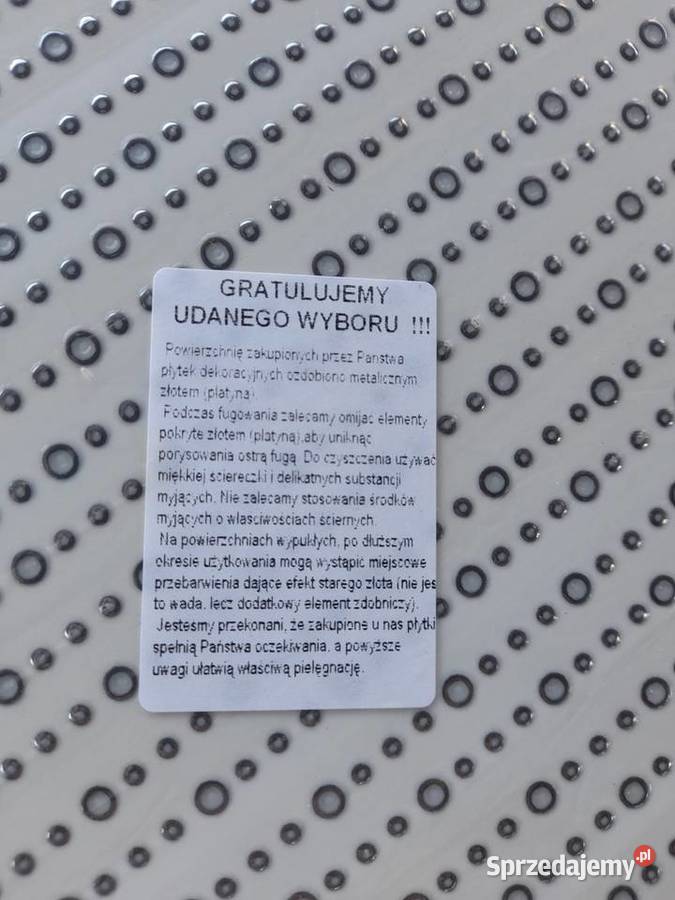 GRATULUJEMY
UDANEGO WYBORU !!!
Powierzchnię zakupionych przez Państwa
płytek dekoracyjnych ozdobiono metalicznym
złotem (platyną)
Podczas fugowania zalecamy omijać elementy
pokryte złotem (platyną),aby uniknąć
porysowania ostrą fugą. Do czyszczenia używać
miękkiej ściereczki i delikatnych substancji
myjących. Nie zalecamy stosowania środków
myjących o właściwościach ściernych.
Na powierzchniach wypukłych, po dłuższym
okresie użytkowania mogą wystąpić miejscowe
przebarwienia dające efekt starego złota (nie jes
to wada, lecz dodatkowy element zdobniczy).
Jesteśmy przekonani, że zakupione u nas płytki
spełnią Państwa oczekiwania, a powyższe
uwagi ułatwią właściwą pielęgnację.
Sprzedajemy.pl